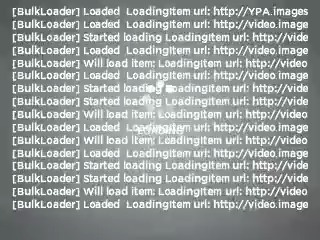 [BulkLoader] Loaded LoadingItem url: http://YPA.images
[BulkLoader] Loaded LoadingItem url: http://video.image
[BulkLoader] Started loading LoadingItem url: http://vide
[BulkLoader] Loaded LoadingItem url: http://video.image
[BulkLoader] Will load item: LoadingItem url: http://video
[BulkLoader] Loaded LoadingItem url: http://video.image
[BulkLoader] Started loading LoadingItem url: http://vide
[BulkLoader] Loaded LoadingItem url: http://video.image
[BulkLoader] Will load item: LoadingItem url: http://video
[BulkLoader] Loaded LoadingItem url: http://video.image
LOADING
[BulkLoader] Will load item: LoadingItem url: http://video
[BulkLoader] Loaded LoadingItem url: http://video.image
[BulkLoader] Started loading LoadingItem url: http://vide
[BulkLoader] Started loading LoadingItem url: http://vide
[BulkLoader] Will load item: LoadingItem url: http://video
[BulkLoader] Loaded LoadingItem url: http://video.image